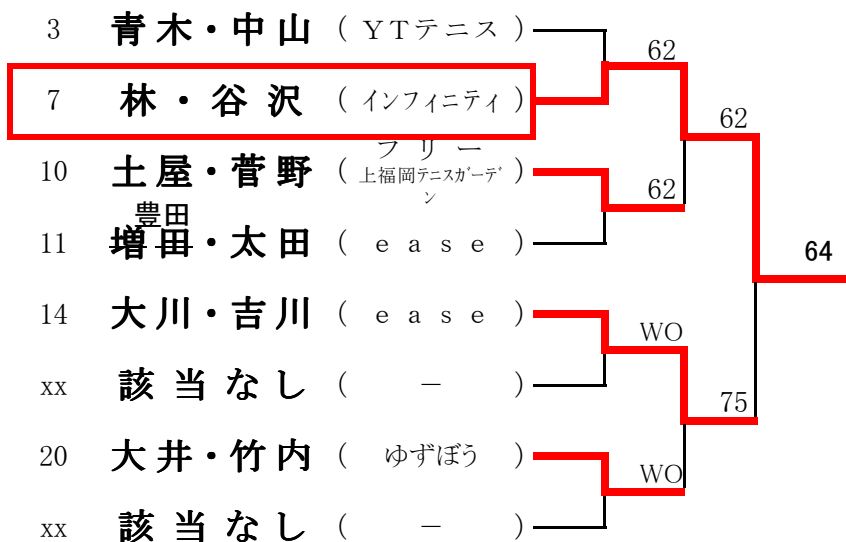 3 青木・中山 (YTテニス)
62
7 林・谷沢 (インフィニティ)
62
フリー
10 土屋・菅野 (上福岡テニスガーデン)
62
豊田
11 増田・太田 (ease)
64
14 大川・吉川 (ease)
WO
xx 該当なし (－)
75
20 大井・竹内 (ゆずぼう)
WO
xx 該当なし (－)